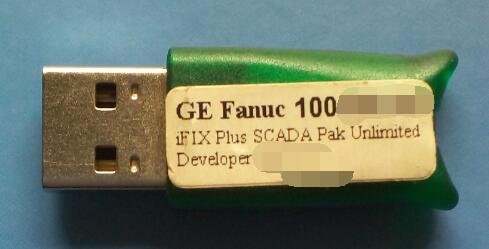 GE Fanuc 100
iFIX Plus SCADA Pak Unlimited
Developer